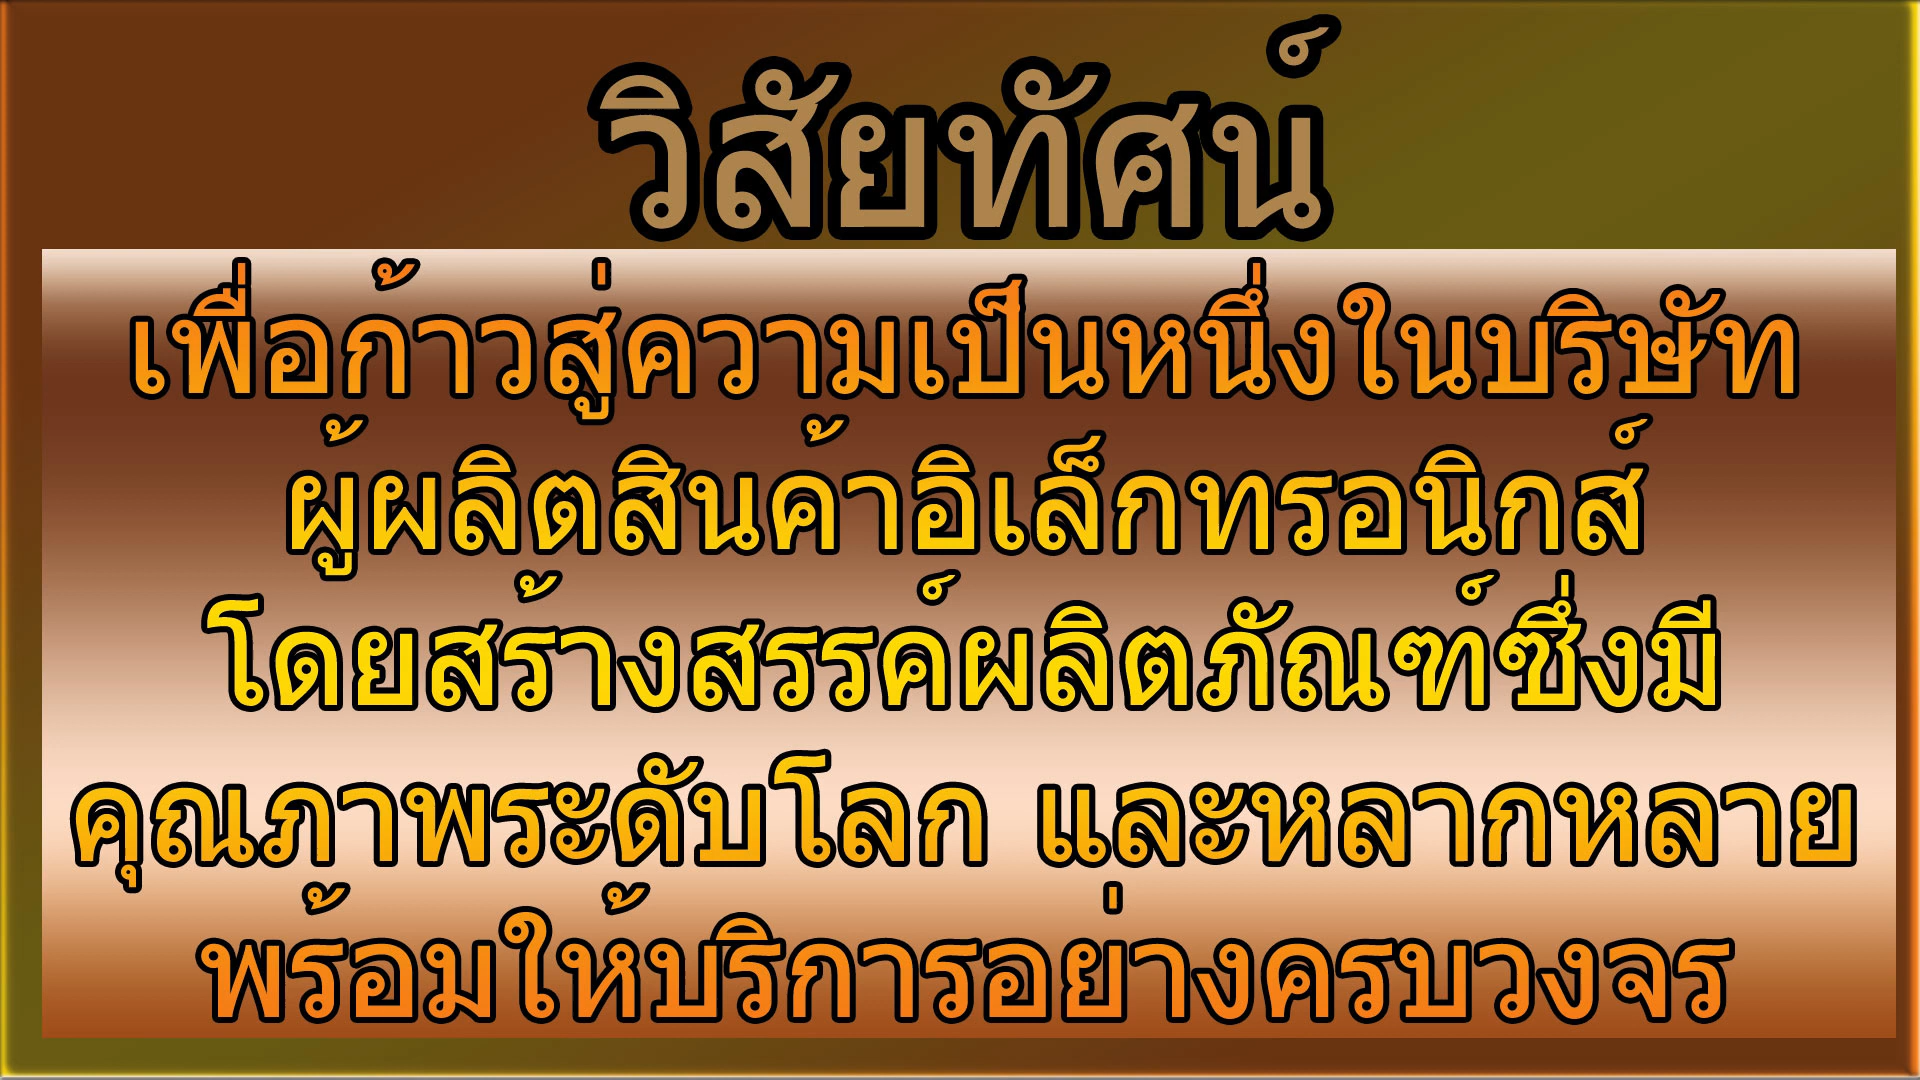 วิสัยทัศน์
เพื่อก้าวสู่ความเป็นหนึ่งในบริษัท
ผู้ผลิตสินค้าอิเล็กทรอนิกส์
โดยสร้างสรรค์ผลิตภัณฑ์ซึ่งมี
คุณภาพระดับโลก และหลากหลาย
พร้อมให้บริการอย่างครบวงจร